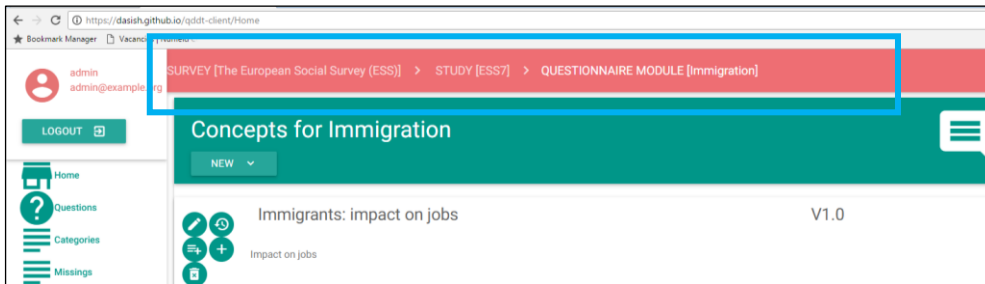 https://dasish.github.io/qddt-client/Home
Bookmark Manager Vacancies
admin
admin@example.org
SURVEY [The European Social Survey (ESS)] > STUDY [ESS7] > QUESTIONNAIRE MODULE [Immigration]
LOGOUT
Concepts for Immigration
NEW
Home
Questions
Categories
Missings
Immigrants: impact on jobs V1.0
Impact on jobs